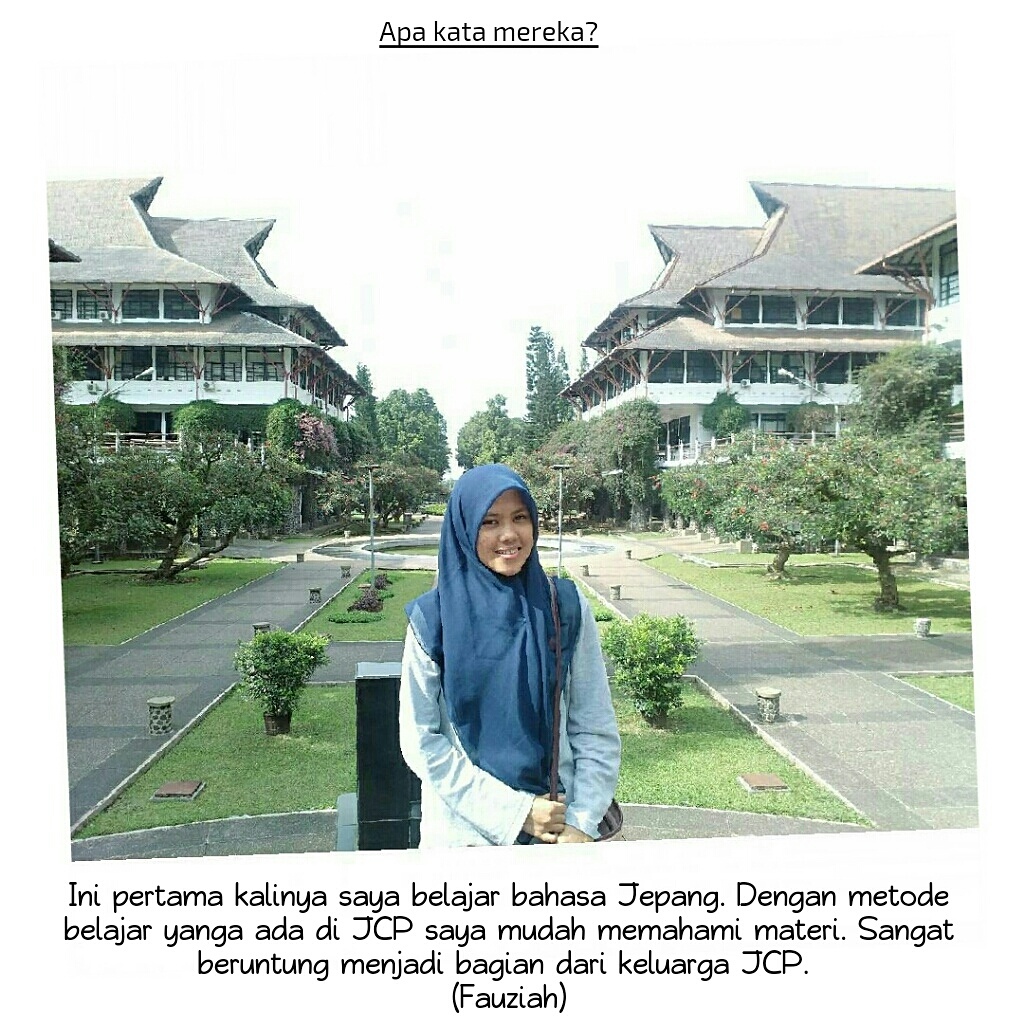 Apa kata mereka?
Ini pertama kalinya saya belajar bahasa Jepang. Dengan metode
belajar yanga ada di JCP saya mudah memahami materi. Sangat
beruntung menjadi bagian dari keluarga JCP.
(Fauziah)